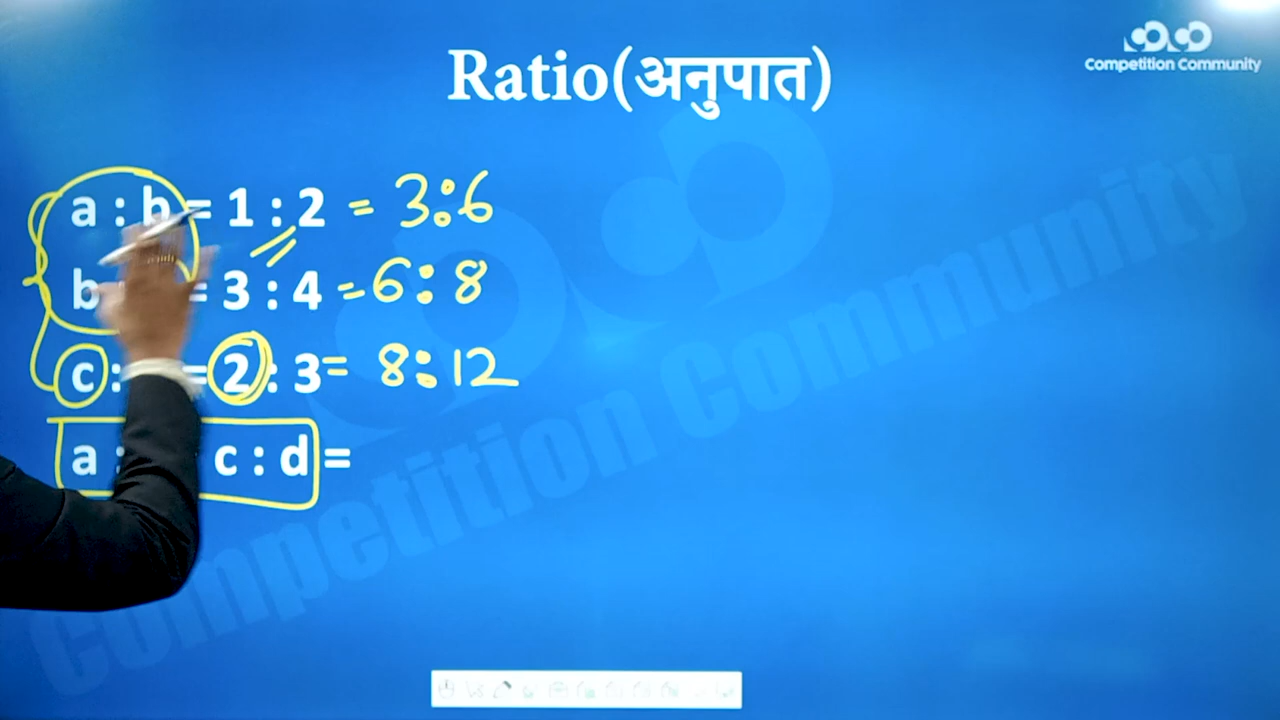 Competition Community
Ratio(अनुपात)
a : b = 1 : 2 = 3:6
b = 3 : 4 = 6:8
c : = 2 : 3 = 8:12
a : c : d =
Competition Community